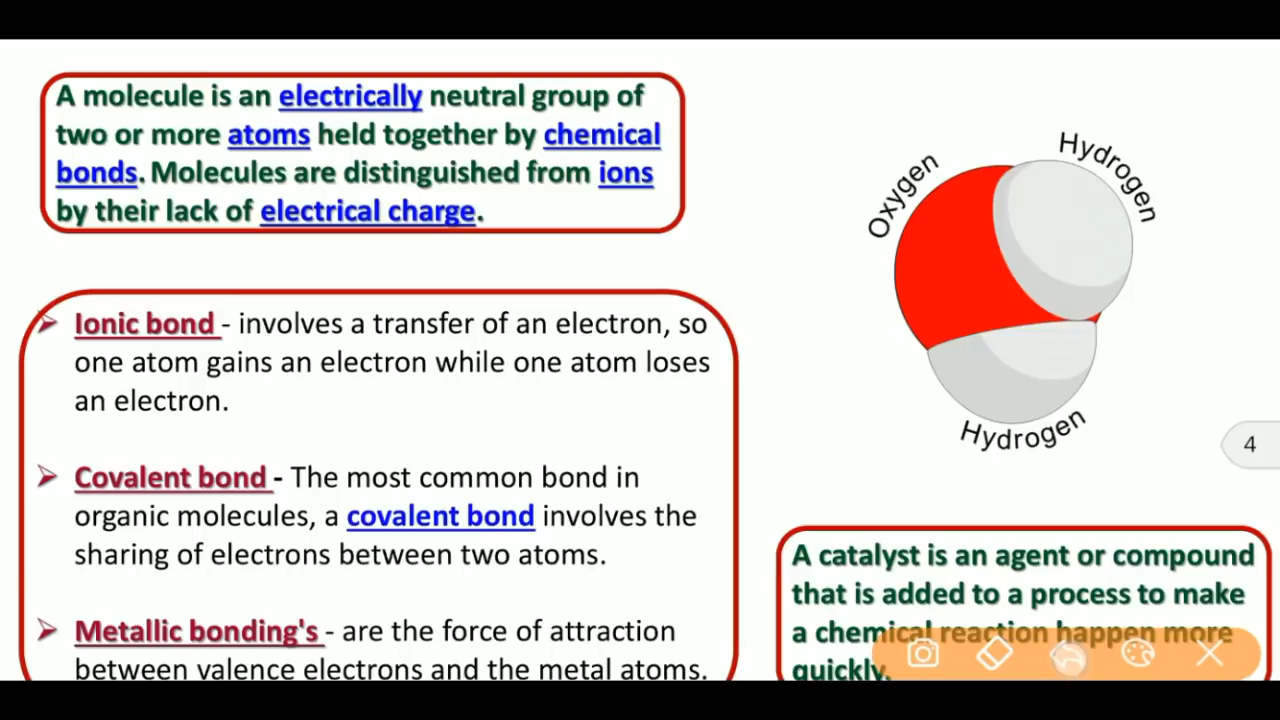 A molecule is an electrically neutral group of
two or more atoms held together by chemical
bonds. Molecules are distinguished from ions
by their lack of electrical charge.
Oxygen
Hydrogen
Hydrogen
Ionic bond - involves a transfer of an electron, so
one atom gains an electron while one atom loses
an electron.
Covalent bond - The most common bond in
organic molecules, a covalent bond involves the
sharing of electrons between two atoms.
Metallic bonding's - are the force of attraction
between valence electrons and the metal atoms.
4
A catalyst is an agent or compound
that is added to a process to make
a chemical reaction happen more
quickly.